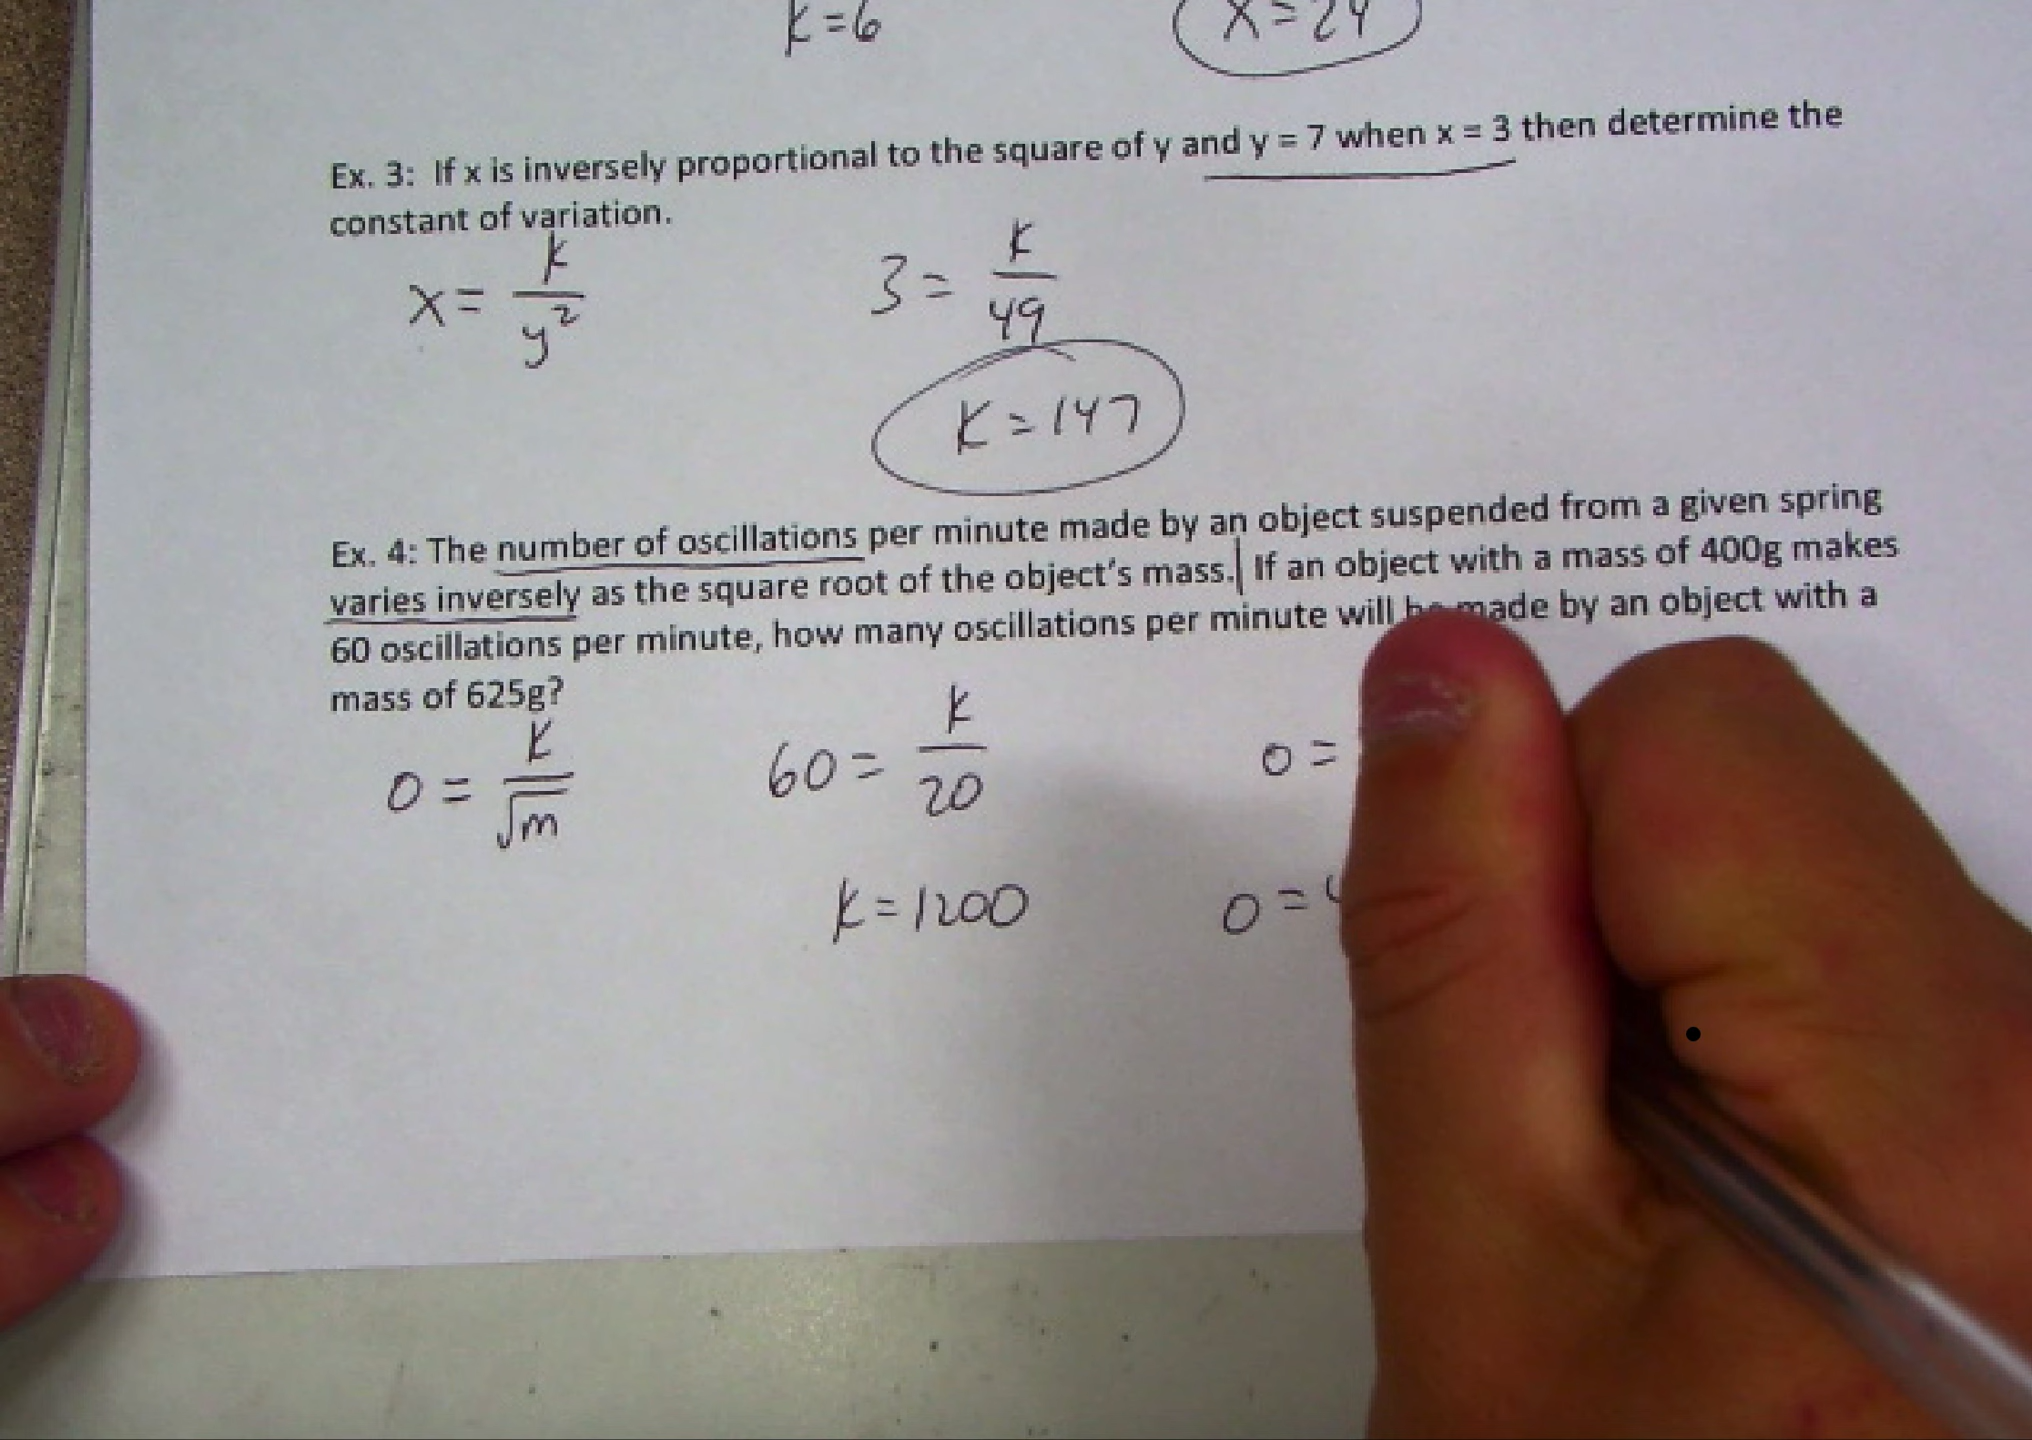 k=6
x=24
Ex. 3: If x is inversely proportional to the square of y and y = 7 when x = 3 then determine the
constant of variation.
x = k/y²
3 = k/49
K = 147
Ex. 4: The number of oscillations per minute made by an object suspended from a given spring
varies inversely as the square root of the object's mass. If an object with a mass of 400g makes
60 oscillations per minute, how many oscillations per minute will made by an object with a
mass of 625g?
0 = k/√m
60 = k/20
0 =
k=1200
0 =